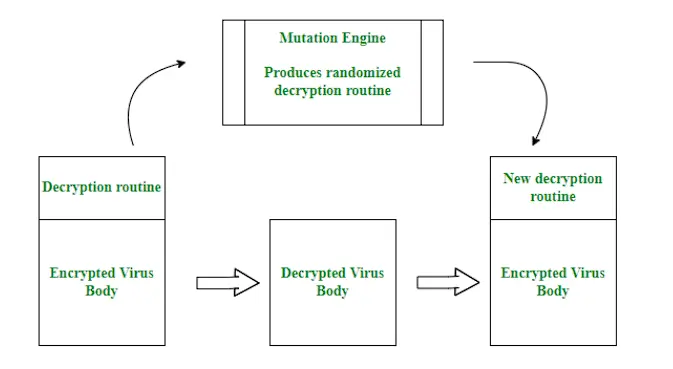 Mutation Engine
Produces randomized
decryption routine
Decryption routine
New decryption
routine
Encrypted Virus
Body
Decrypted Virus
Body
Encrypted Virus
Body